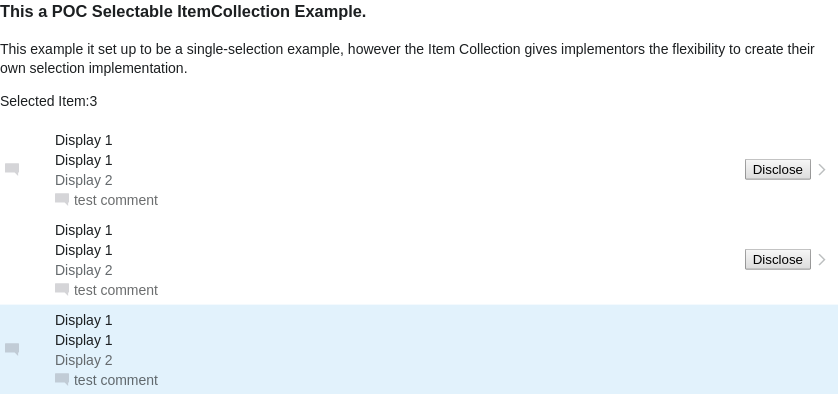 This a POC Selectable ItemCollection Example.
This example it set up to be a single-selection example, however the Item Collection gives implementors the flexibility to create their
own selection implementation.
Selected Item:3
Display 1
Display 1
Display 2
test comment
Disclose
Display 1
Display 1
Display 2
test comment
Disclose
Display 1
Display 1
Display 2
test comment